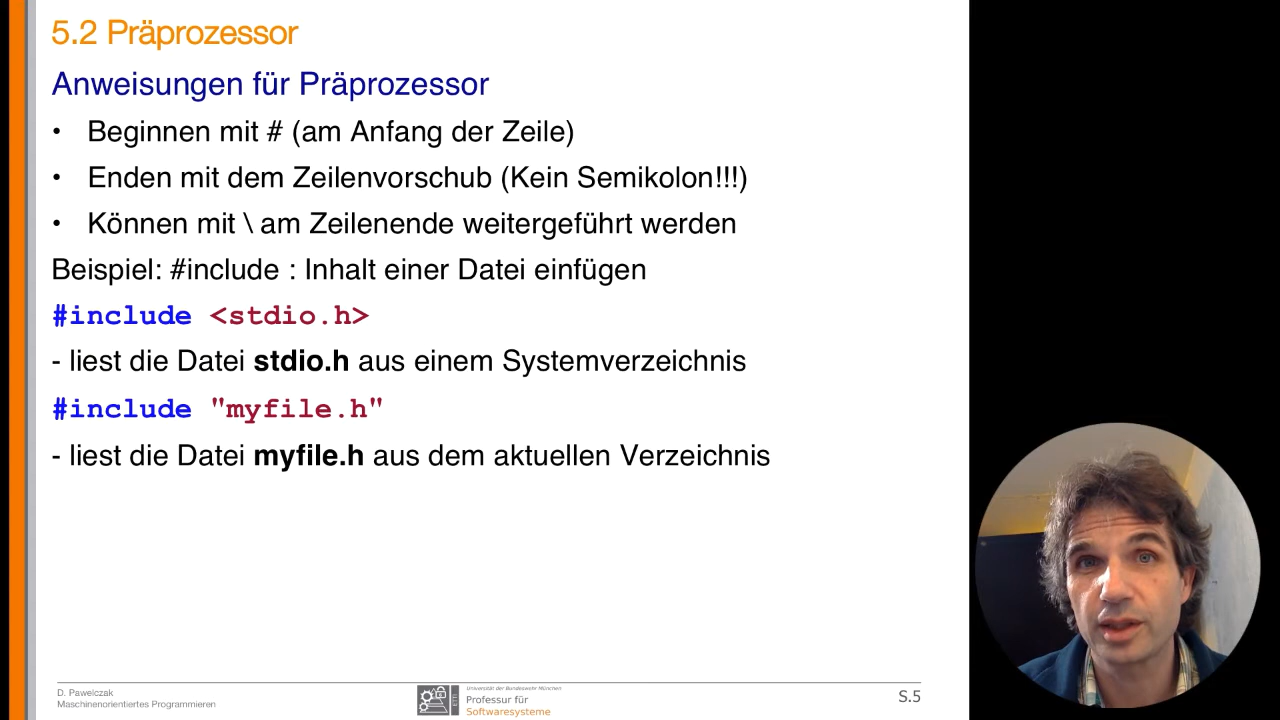 5.2 Präprozessor
Anweisungen für Präprozessor
• Beginnen mit # (am Anfang der Zeile)
• Enden mit dem Zeilenvorschub (Kein Semikolon!!!)
• Können mit \ am Zeilenende weitergeführt werden
Beispiel: #include : Inhalt einer Datei einfügen
#include <stdio.h>
- liest die Datei stdio.h aus einem Systemverzeichnis
#include "myfile.h"
- liest die Datei myfile.h aus dem aktuellen Verzeichnis
D. Pawelczak
Maschinenorientiertes Programmieren
ETTI
Universität der Bundeswehr München
Professur für
Softwaresysteme
S.5